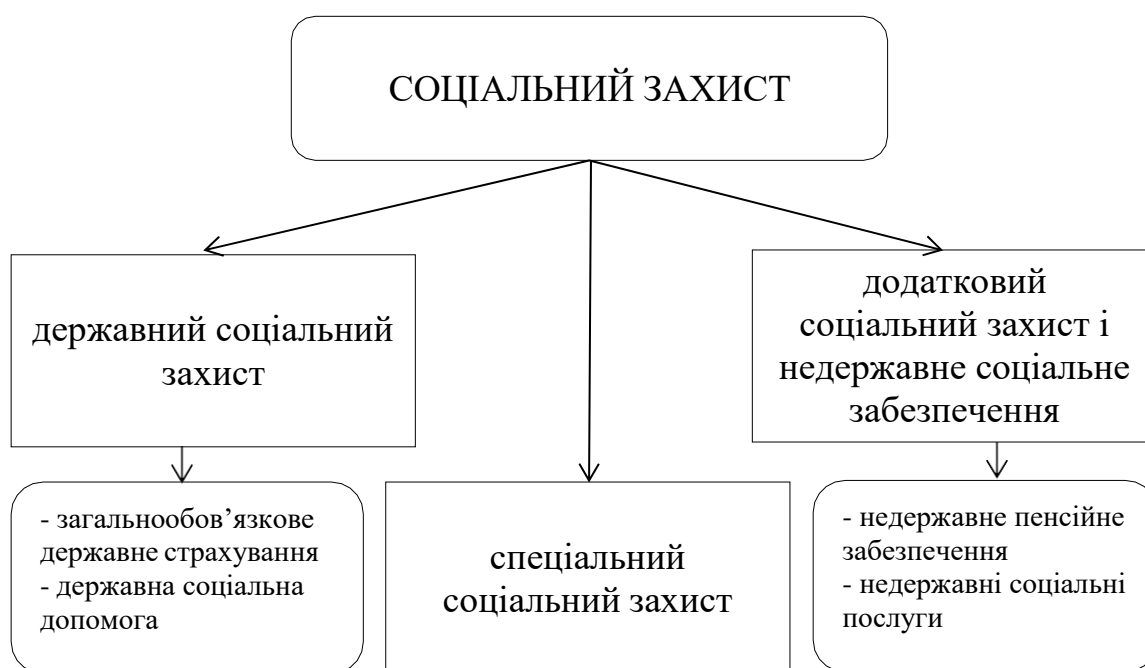 СОЦІАЛЬНИЙ ЗАХИСТ
державний соціальний
захист
додатковий
соціальний захист і
недержавне соціальне
забезпечення
- загальнообов’язкове
державне страхування
- державна соціальна
допомога
спеціальний
соціальний захист
- недержавне пенсійне
забезпечення
- недержавні соціальні
послуги